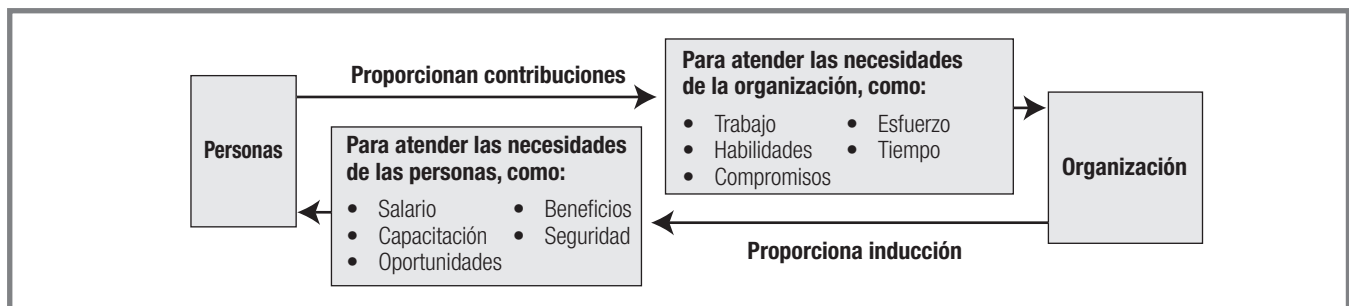 Personas
Proporcionan contribuciones
Para atender las necesidades
de la organización, como:
• Trabajo
• Habilidades
• Compromisos
• Esfuerzo
• Tiempo
Organización
Proporciona inducción
Para atender las necesidades
de las personas, como:
• Salario
• Capacitación
• Oportunidades
• Beneficios
• Seguridad